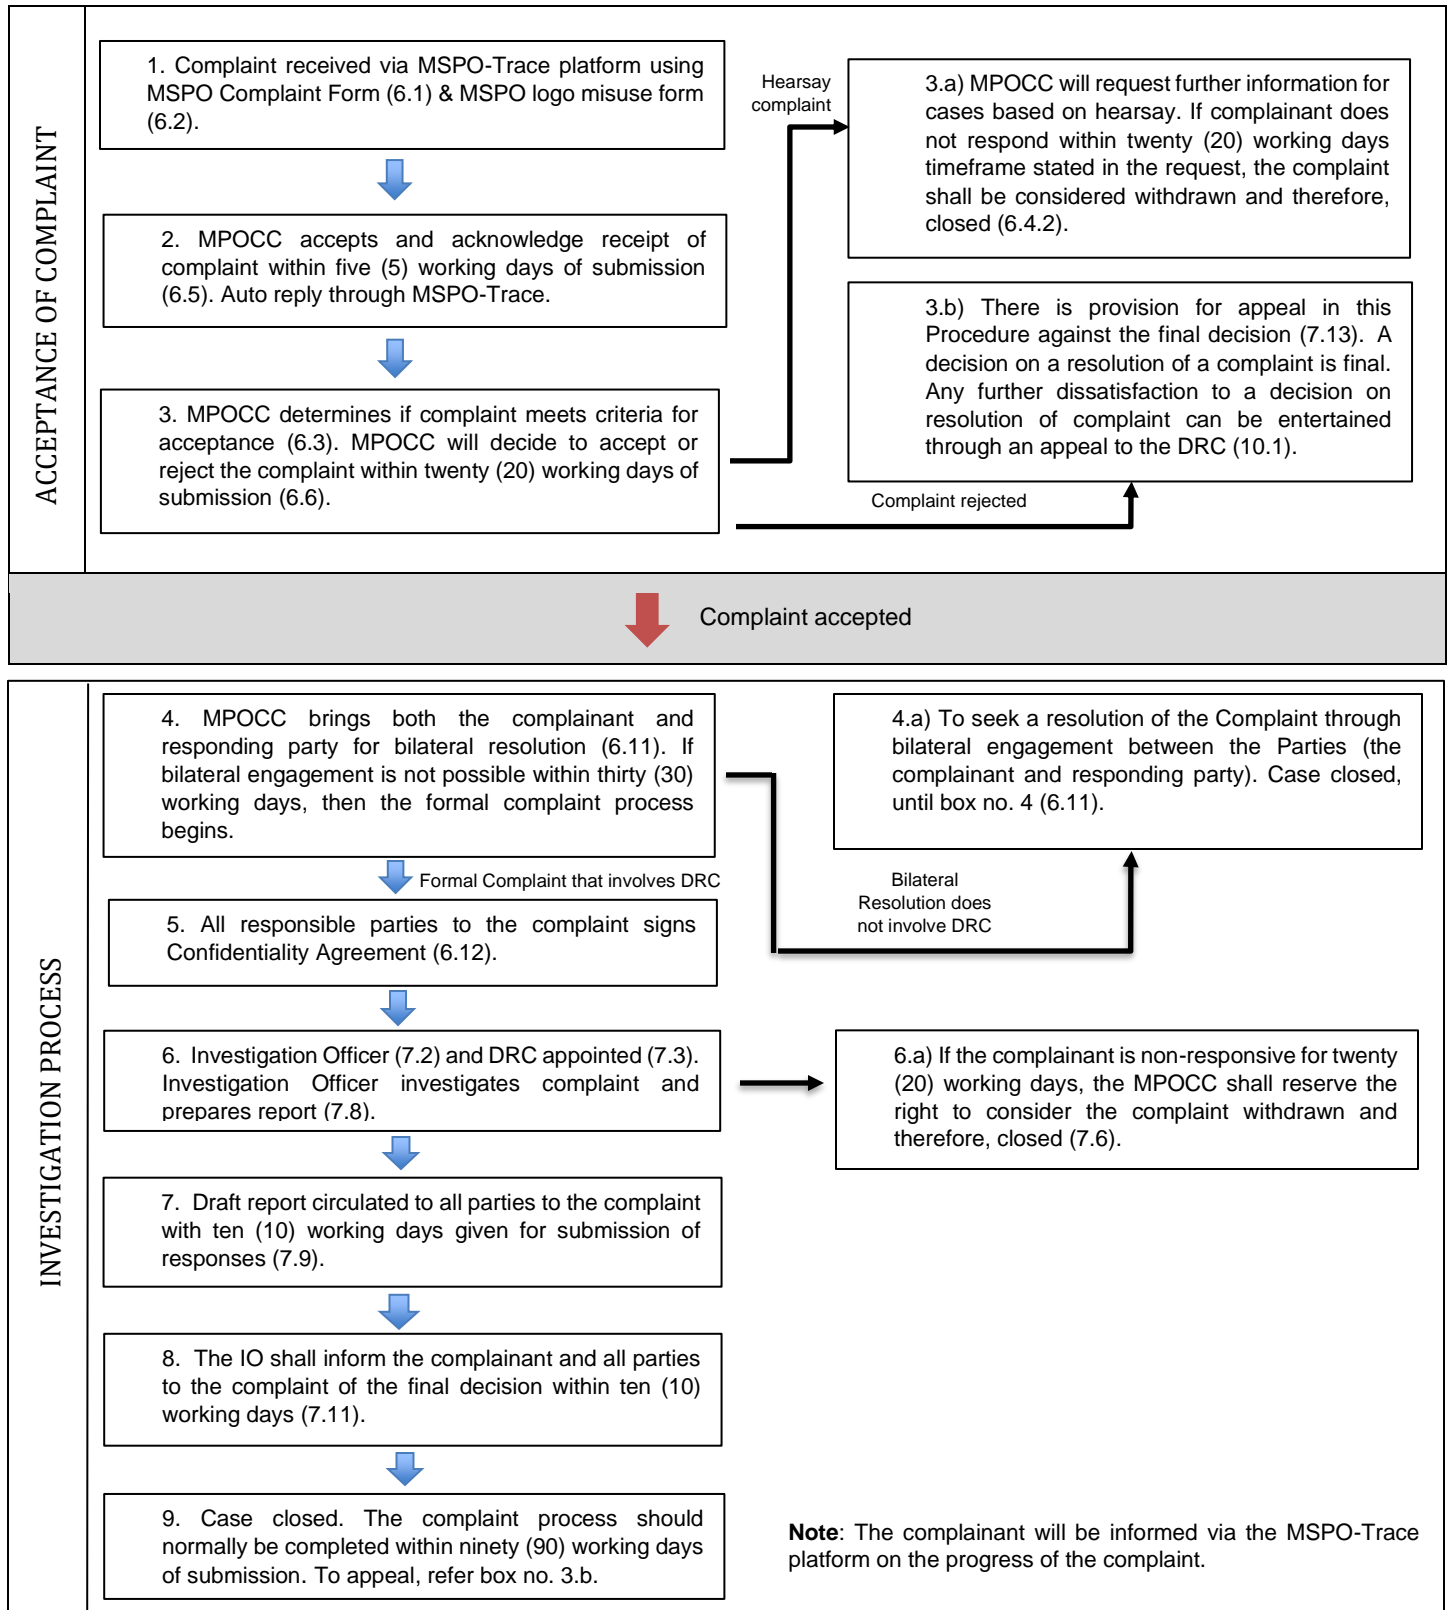 ACCEPTANCE OF COMPLAINT
1. Complaint received via MSPO-Trace platform using
MSPO Complaint Form (6.1) & MSPO logo misuse form
(6.2).
2. MPOCC accepts and acknowledge receipt of
complaint within five (5) working days of submission
(6.5). Auto reply through MSPO-Trace.
3. MPOCC determines if complaint meets criteria for
acceptance (6.3). MPOCC will decide to accept or
reject the complaint within twenty (20) working days of
submission (6.6).
Hearsay
complaint
3.a) MPOCC will request further information for
cases based on hearsay. If complainant does
not respond within twenty (20) working days
timeframe stated in the request, the complaint
shall be considered withdrawn and therefore,
closed (6.4.2).
3.b) There is provision for appeal in this
Procedure against the final decision (7.13). A
decision on a resolution of a complaint is final.
Any further dissatisfaction to a decision on
resolution of complaint can be entertained
through an appeal to the DRC (10.1).
Complaint rejected
Complaint accepted
INVESTIGATION PROCESS
4. MPOCC brings both the complainant and
responding party for bilateral resolution (6.11). If
bilateral engagement is not possible within thirty (30)
working days, then the formal complaint process
begins.
4.a) To seek a resolution of the Complaint through
bilateral engagement between the Parties (the
complainant and responding party). Case closed,
until box no. 4 (6.11).
Formal Complaint that involves DRC
Bilateral
Resolution does
not involve DRC
5. All responsible parties to the complaint signs
Confidentiality Agreement (6.12).
6. Investigation Officer (7.2) and DRC appointed (7.3).
Investigation Officer investigates complaint and
prepares report (7.8).
6.a) If the complainant is non-responsive for twenty
(20) working days, the MPOCC shall reserve the
right to consider the complaint withdrawn and
therefore, closed (7.6).
7. Draft report circulated to all parties to the complaint
with ten (10) working days given for submission of
responses (7.9).
8. The IO shall inform the complainant and all parties
to the complaint of the final decision within ten (10)
working days (7.11).
9. Case closed. The complaint process should
normally be completed within ninety (90) working days
of submission. To appeal, refer box no. 3.b.
Note: The complainant will be informed via the MSPO-Trace
platform on the progress of the complaint.